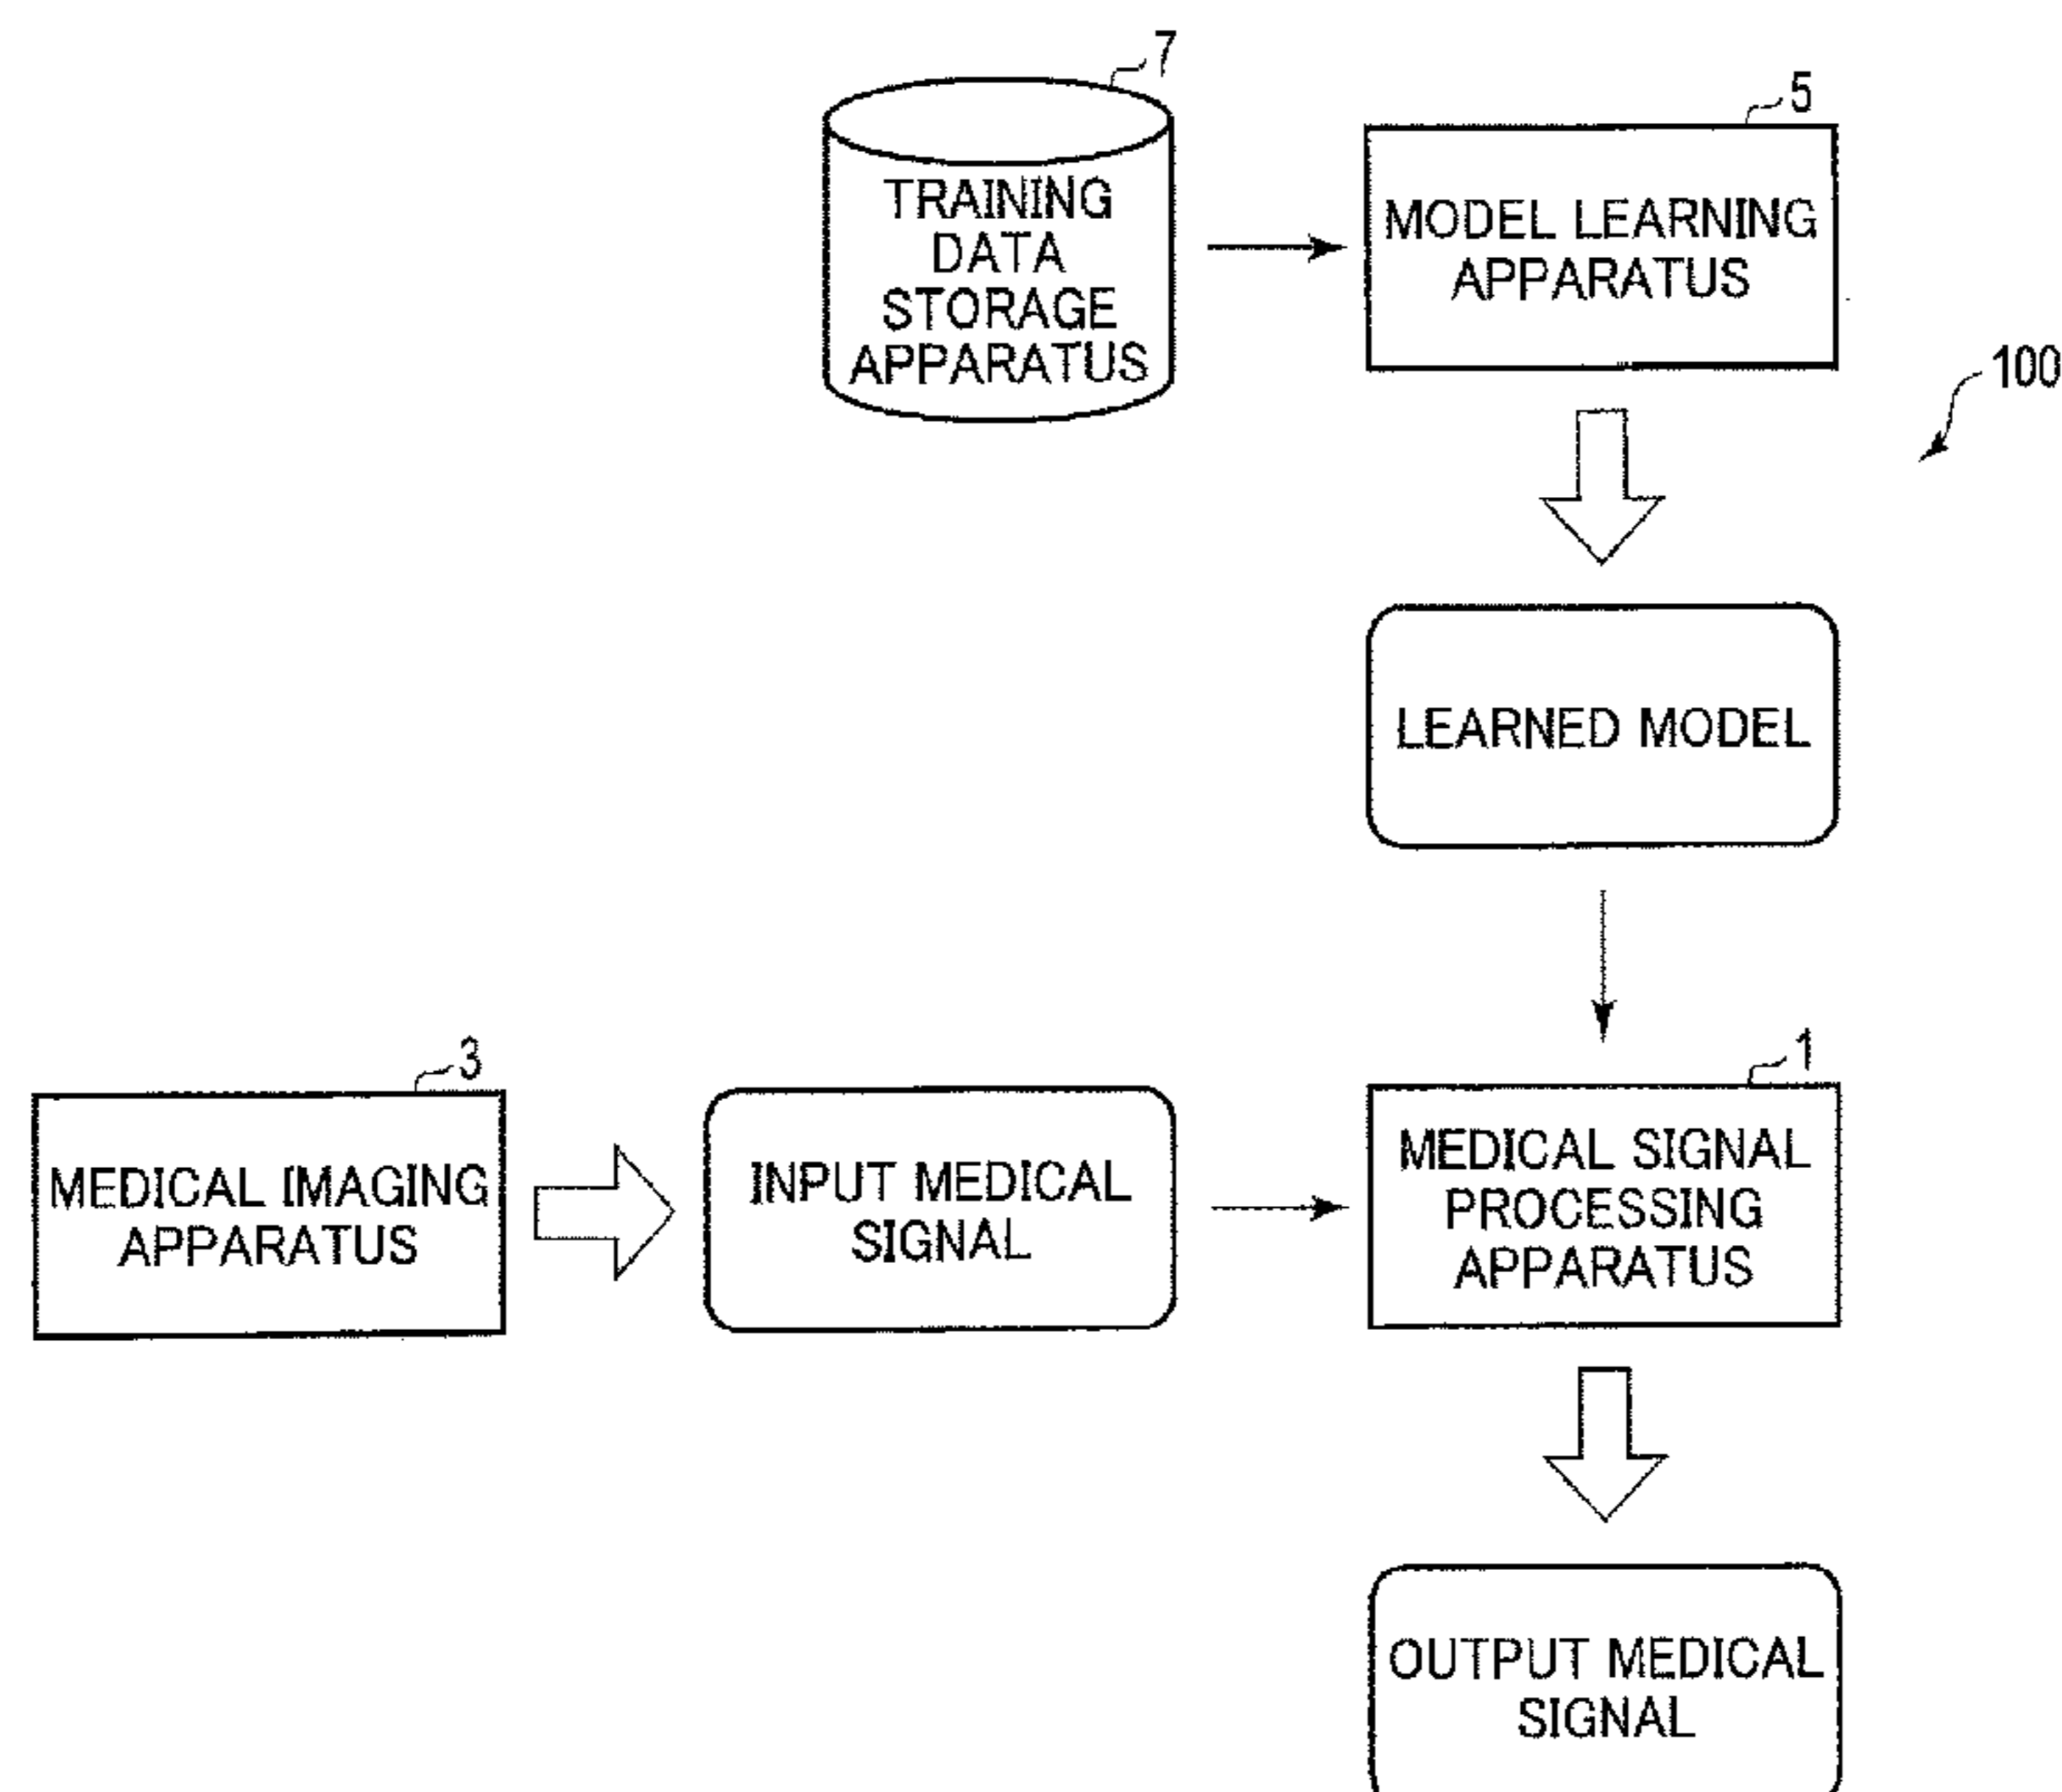 7
TRAINING
DATA
STORAGE
APPARATUS
5
MODEL LEARNING
APPARATUS
100
LEARNED MODEL
3
MEDICAL IMAGING
APPARATUS
INPUT MEDICAL
SIGNAL
1
MEDICAL SIGNAL
PROCESSING
APPARATUS
OUTPUT MEDICAL
SIGNAL